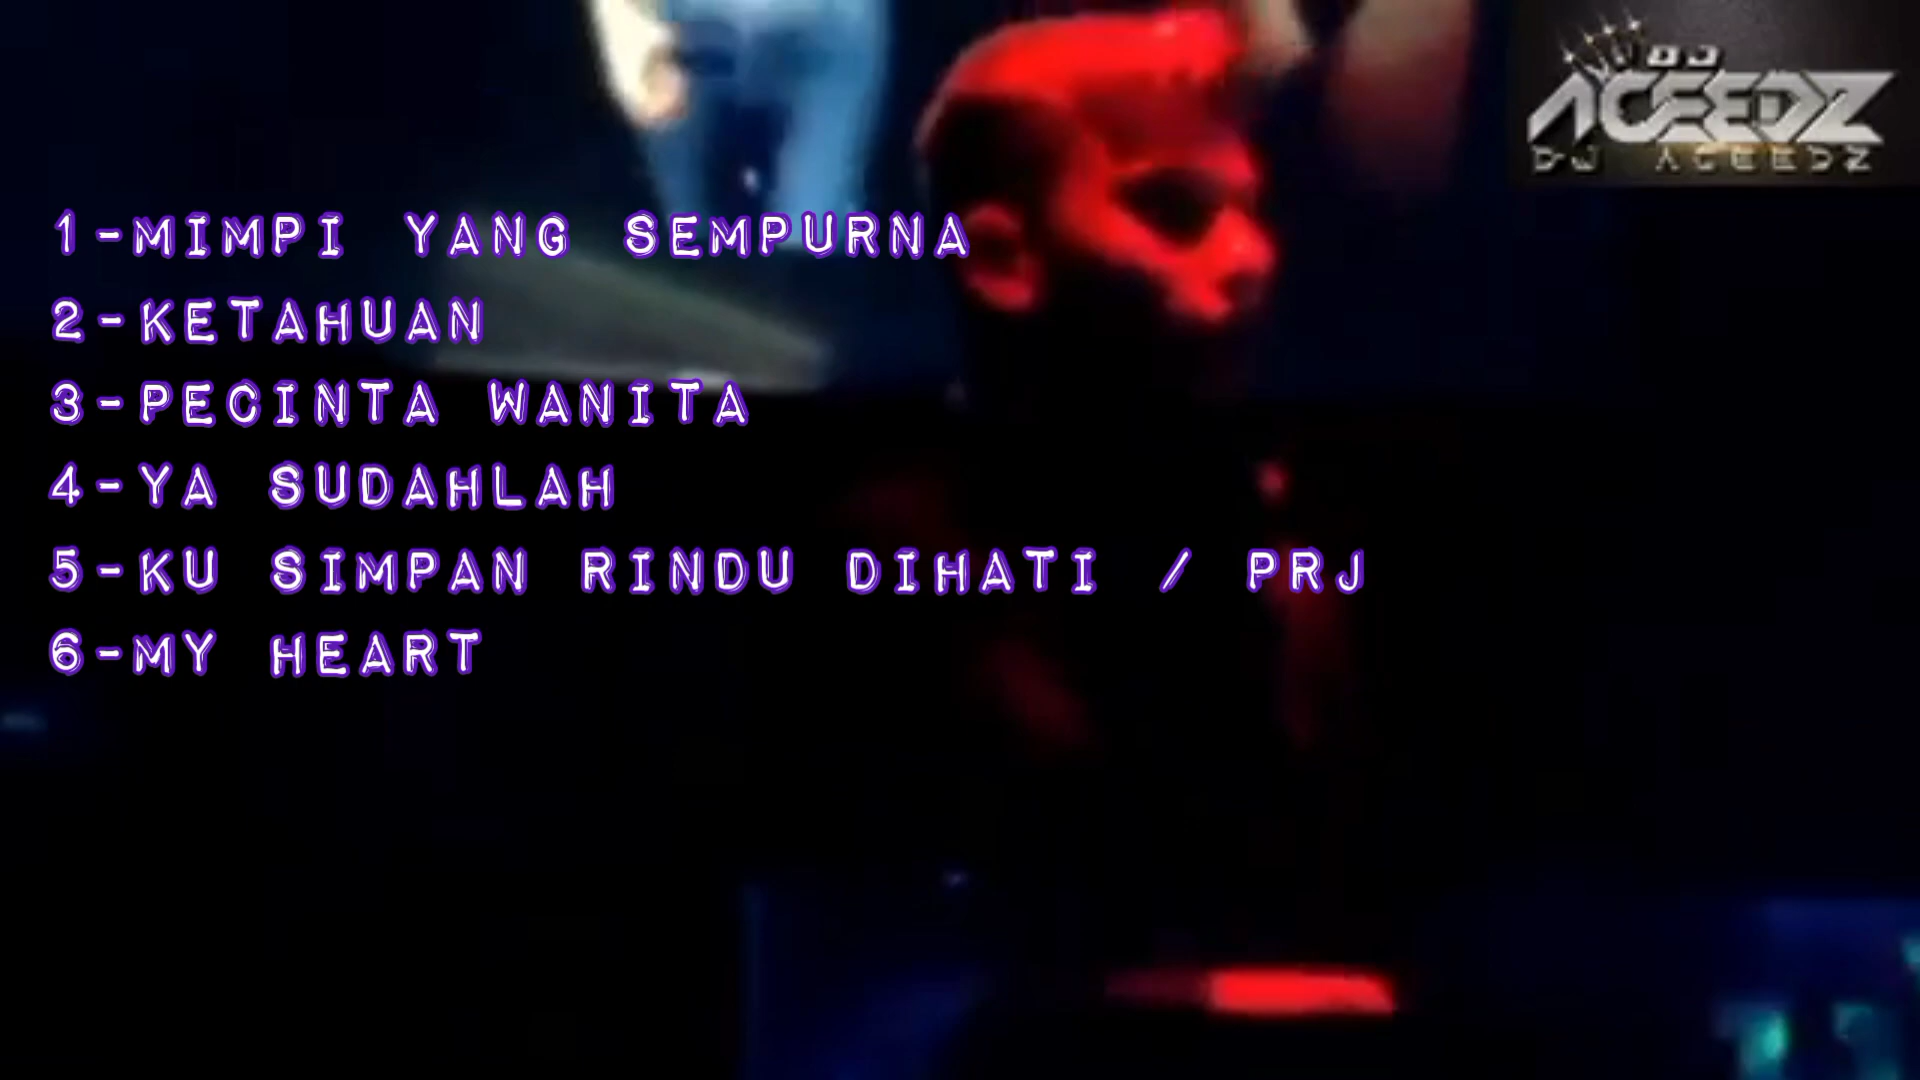 DJ
ACEEDZ
DJ ACEEDZ
1-MIMPI YANG SEMPURNA
2-KETAHUAN
3-PECINTA WANITA
4-YA SUDAHLAH
5-KU SIMPAN RINDU DIHATI / PRJ
6-MY HEART